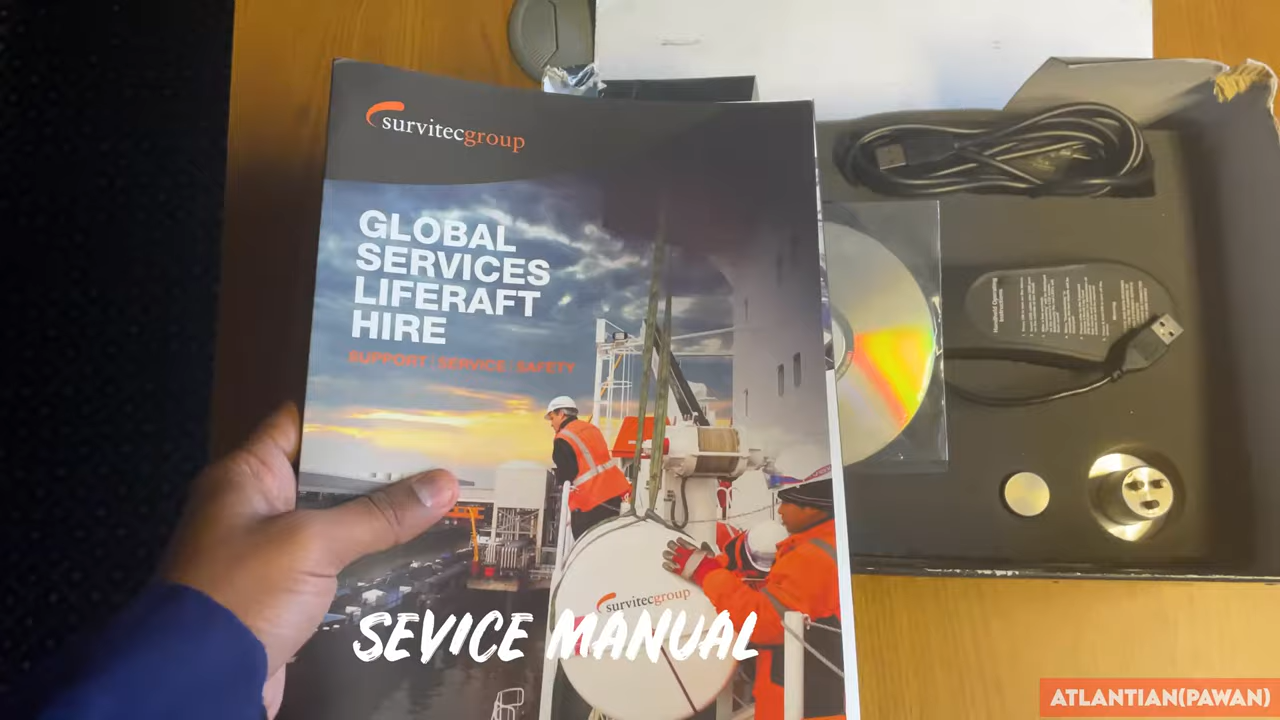 survitecgroup
GLOBAL
SERVICES
LIFERAFT
HIRE
SUPPORT | SERVICE | SAFETY
survitecgroup
SEVICE MANUAL
ATLANTIAN(PAWAN)